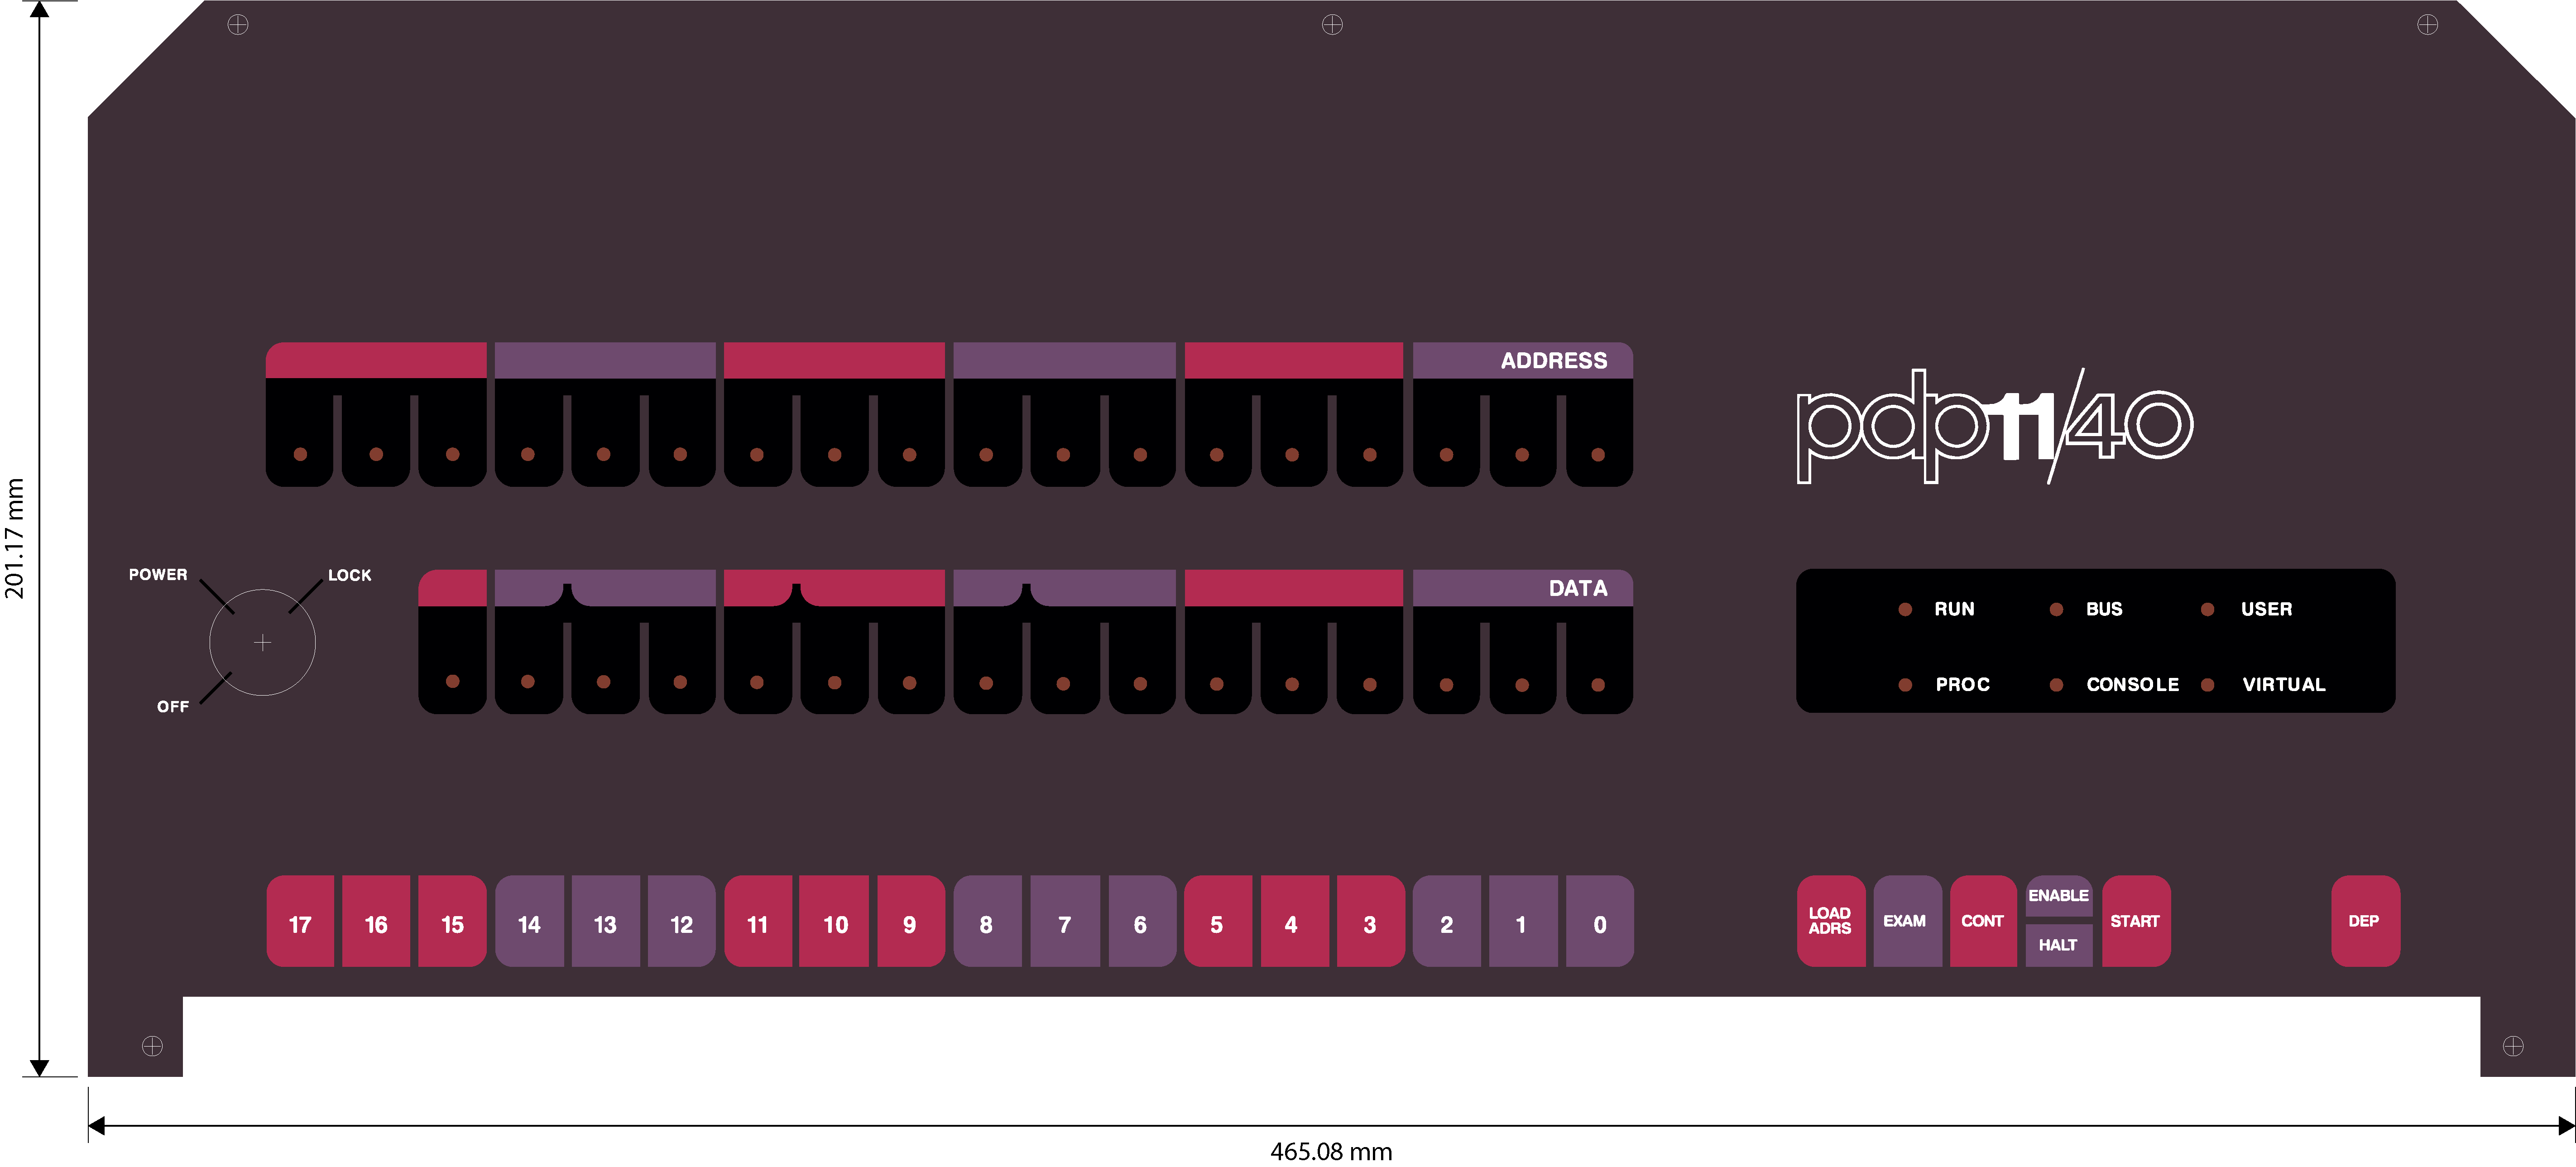 ADDRESS
pdp11/40
201.17 mm
POWER
LOCK
OFF
DATA
RUN
BUS
USER
PROC
CONSOLE
VIRTUAL
17 16 15 14 13 12 11 10 9 8 7 6 5 4 3 2 1 0
LOAD
ADRS
EXAM
CONT
ENABLE
HALT
START
DEP
465.08 mm